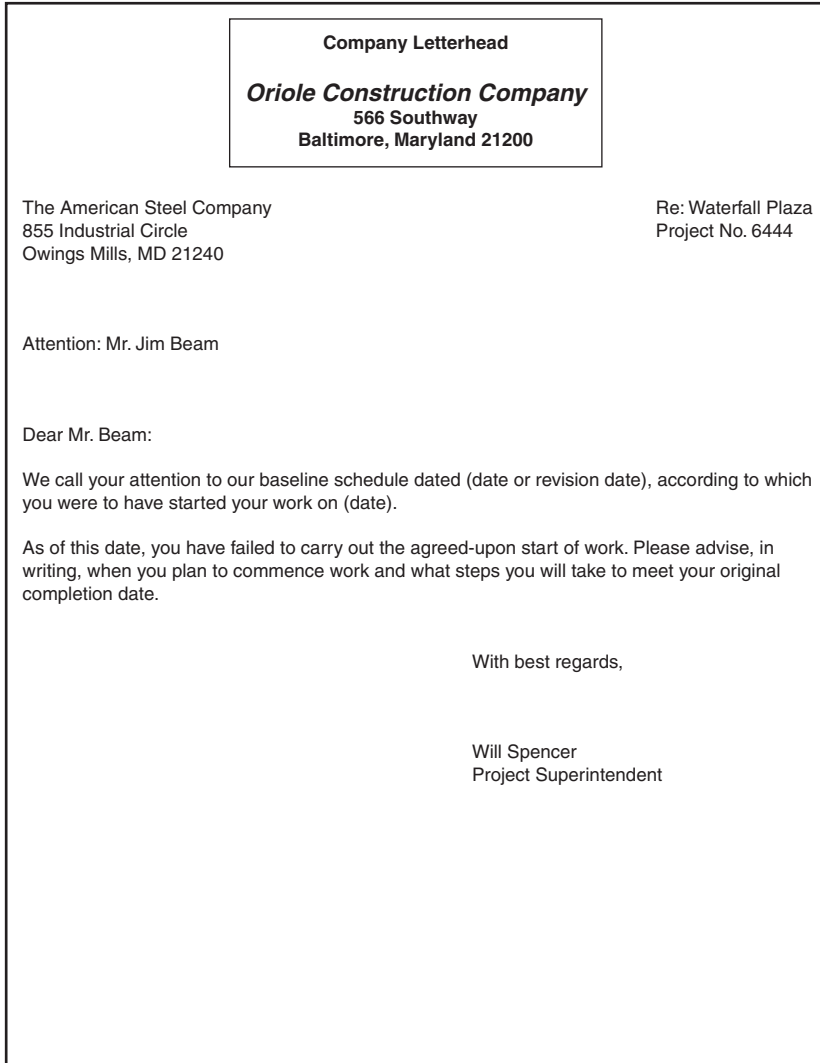 Company Letterhead
Oriole Construction Company
566 Southway
Baltimore, Maryland 21200
The American Steel Company
855 Industrial Circle
Owings Mills, MD 21240
Re: Waterfall Plaza
Project No. 6444
Attention: Mr. Jim Beam
Dear Mr. Beam:
We call your attention to our baseline schedule dated (date or revision date), according to which
you were to have started your work on (date).
As of this date, you have failed to carry out the agreed-upon start of work. Please advise, in
writing, when you plan to commence work and what steps you will take to meet your original
completion date.
With best regards,
Will Spencer
Project Superintendent